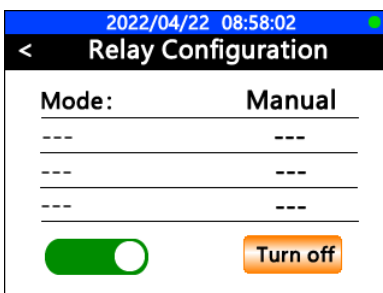 2022/04/22 08:58:02
< Relay Configuration
Mode: Manual
--- ---
--- ---
--- ---
Turn off